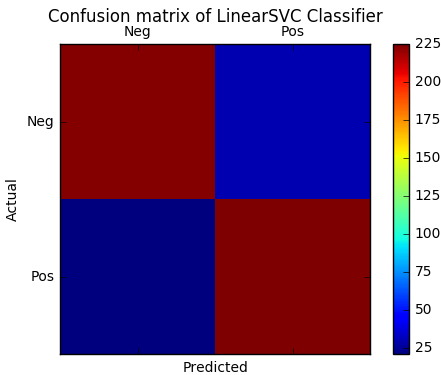 Confusion matrix of LinearSVC Classifier
Neg Pos
Neg
Pos
Actual
Predicted
225
200
175
150
125
100
75
50
25